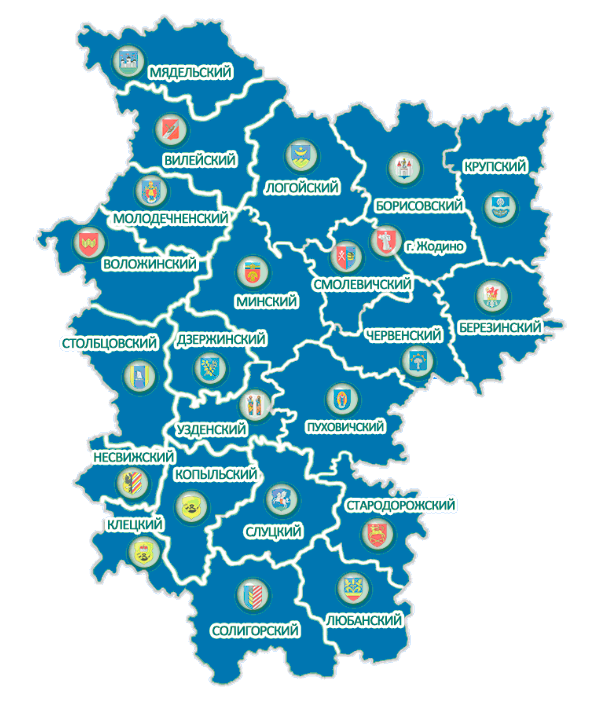 МЯДЕЛЬСКИЙ
ВИЛЕЙСКИЙ
ЛОГОЙСКИЙ
КРУПСКИЙ
БОРИСОВСКИЙ
МОЛОДЕЧНЕНСКИЙ
г. Жодино
ВОЛОЖИНСКИЙ
СМОЛЕВИЧСКИЙ
МИНСКИЙ
БЕРЕЗИНСКИЙ
ЧЕРВЕНСКИЙ
ДЗЕРЖИНСКИЙ
СТОЛБЦОВСКИЙ
УЗДЕНСКИЙ
ПУХОВИЧСКИЙ
НЕСВИЖСКИЙ
КОПЫЛЬСКИЙ
СТАРОДОРОЖСКИЙ
КЛЕЦКИЙ
СЛУЦКИЙ
ЛЮБАНСКИЙ
СОЛИГОРСКИЙ